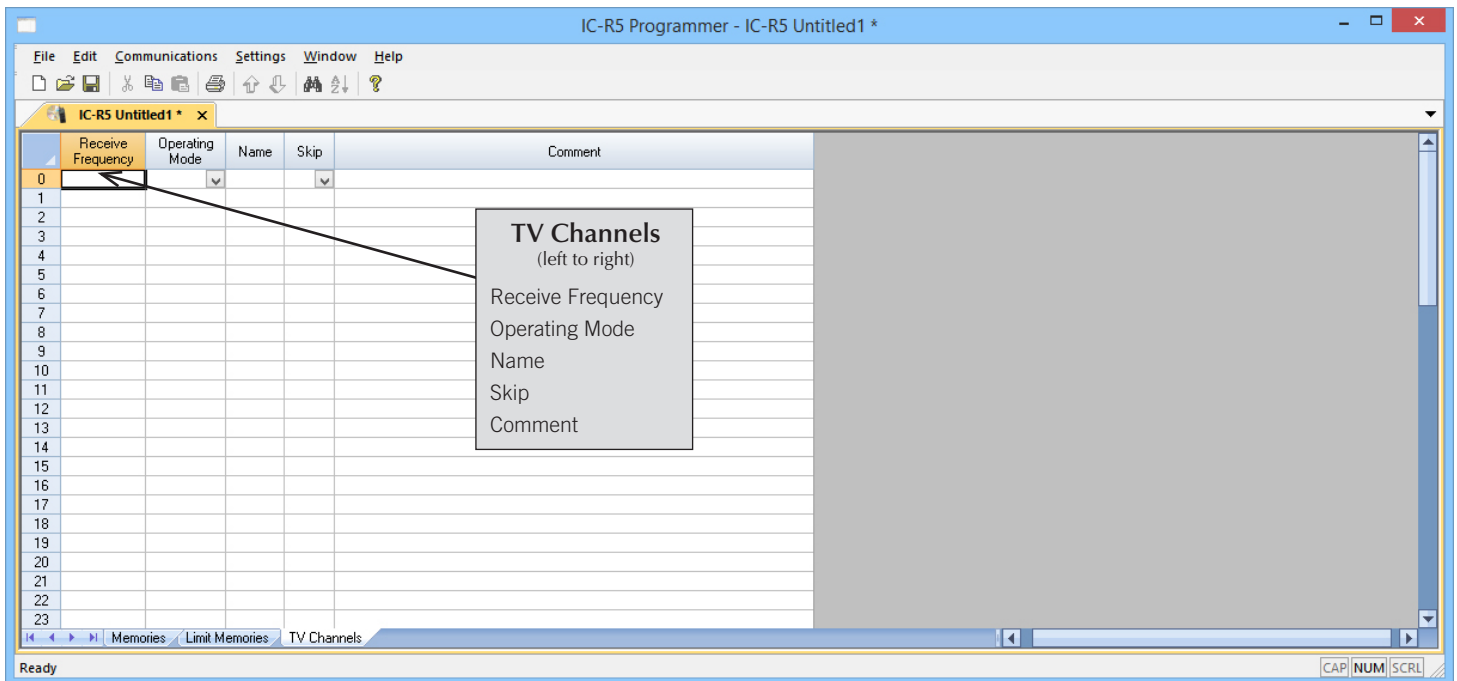 IC-R5 Programmer - IC-R5 Untitled1 *
File Edit Communications Settings Window Help
IC-R5 Untitled1 *
Receive Frequency Operating Mode Name Skip Comment
0
1
2
3
4
5
6
7
8
9
10
11
12
13
14
15
16
17
18
19
20
21
22
23
TV Channels
(left to right)
Receive Frequency
Operating Mode
Name
Skip
Comment
Memories Limit Memories TV Channels
Ready CAP NUM SCRL